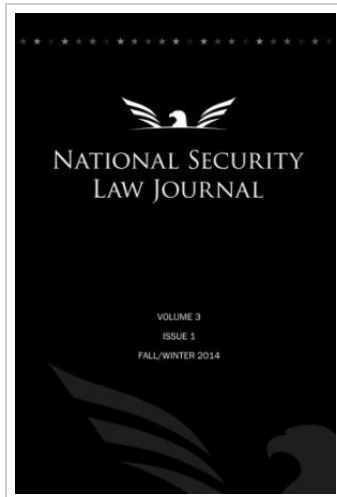 NATIONAL SECURITY
LAW JOURNAL
VOLUME 3
ISSUE 1
FALL/WINTER 2014